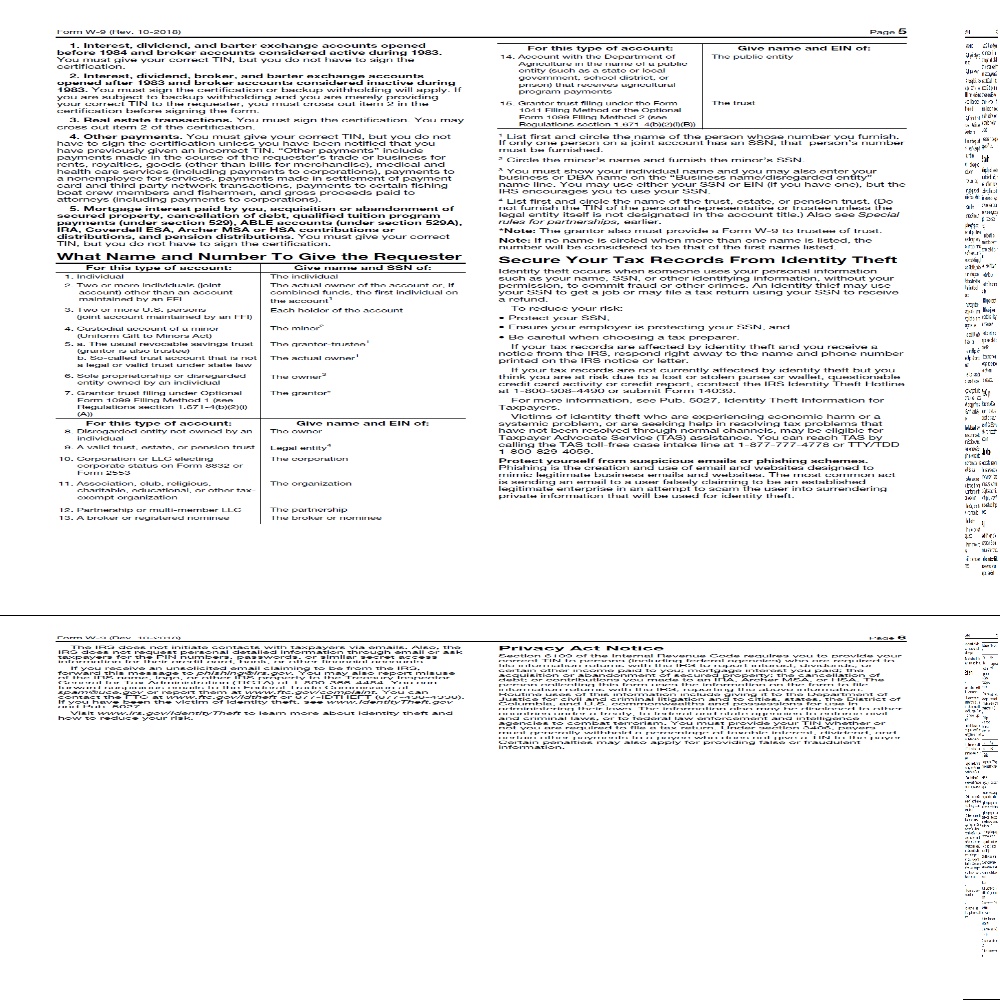 Form W-9 (Rev. 10-2018)
Page 5
1. Interest, dividend, and barter exchange accounts opened
before 1984 and broker accounts considered active during 1983.
You must give your correct TIN, but you do not have to sign the
certification.
2. Interest, dividend, broker, and barter exchange accounts
opened after 1983 and broker accounts considered inactive during
1983. You must sign the certification or backup withholding will apply. If
you are subject to backup withholding and you are merely providing
your correct TIN to the requester, you must cross out item 2 in the
certification before signing the form.
3. Real estate transactions. You must sign the certification. You may
cross out item 2 of the certification.
4. Other payments. You must give your correct TIN, but you do not
have to sign the certification unless you have been notified that you
have previously given an incorrect TIN. "Other payments" include
payments made in the course of the requester's trade or business for
rents, royalties, goods (other than bills for merchandise), medical and
health care services (including payments to corporations), payments to
a nonemployee for services, payments made in settlement of payment
card and third party network transactions, payments to certain fishing
boat crew members and fishermen, and gross proceeds paid to
attorneys (including payments to corporations).
5. Mortgage interest paid by you, acquisition or abandonment of
secured property, cancellation of debt, qualified tuition program
payments (under section 529), ABLE accounts (under section 529A),
IRA, Coverdell ESA, Archer MSA or HSA contributions or
distributions, and pension distributions. You must give your correct
TIN, but you do not have to sign the certification.
What Name and Number To Give the Requester
For this type of account: Give name and SSN of:
1. Individual The individual
2. Two or more individuals (joint The actual owner of the account or, if
account) other than an account combined funds, the first individual on
maintained by an FFI the account¹
3. Two or more U.S. persons Each holder of the account
(joint account maintained by an FFI)
4. Custodial account of a minor The minor²
(Uniform Gift to Minors Act)
5. a. The usual revocable savings trust The grantor-trustee¹
(grantor is also trustee)
b. So-called trust account that is not The actual owner¹
a legal or valid trust under state law
6. Sole proprietorship or disregarded The owner³
entity owned by an individual
7. Grantor trust filing under Optional The grantor*
Form 1099 Filing Method 1 (see
Regulations section 1.671-4(b)(2)(i)
(A))
For this type of account: Give name and EIN of:
8. Disregarded entity not owned by an The owner
individual
9. A valid trust, estate, or pension trust Legal entity⁴
10. Corporation or LLC electing The corporation
corporate status on Form 8832 or
Form 2553
11. Association, club, religious, The organization
charitable, educational, or other tax-
exempt organization
12. Partnership or multi-member LLC The partnership
13. A broker or registered nominee The broker or nominee
For this type of account: Give name and EIN of:
14. Account with the Department of The public entity
Agriculture in the name of a public
entity (such as a state or local
government, school district, or
prison) that receives agricultural
program payments
15. Grantor trust filing under the Form The trust
1041 Filing Method or the Optional
Form 1099 Filing Method 2 (see
Regulations section 1.671-4(b)(2)(i)(B))
¹ List first and circle the name of the person whose number you furnish.
If only one person on a joint account has an SSN, that person's number
must be furnished.
² Circle the minor's name and furnish the minor's SSN.
³ You must show your individual name and you may also enter your
business or DBA name on the "Business name/disregarded entity"
name line. You may use either your SSN or EIN (if you have one), but the
IRS encourages you to use your SSN.
⁴ List first and circle the name of the trust, estate, or pension trust. (Do
not furnish the TIN of the personal representative or trustee unless the
legal entity itself is not designated in the account title.) Also see Special
rules for partnerships, earlier.
*Note: The grantor also must provide a Form W-9 to trustee of trust.
Note: If no name is circled when more than one name is listed, the
number will be considered to be that of the first name listed.
Secure Your Tax Records From Identity Theft
Identity theft occurs when someone uses your personal information
such as your name, SSN, or other identifying information, without your
permission, to commit fraud or other crimes. An identity thief may use
your SSN to get a job or may file a tax return using your SSN to receive
a refund.
To reduce your risk:
• Protect your SSN,
• Ensure your employer is protecting your SSN, and
• Be careful when choosing a tax preparer.
If your tax records are affected by identity theft and you receive a
notice from the IRS, respond right away to the name and phone number
printed on the IRS notice or letter.
If your tax records are not currently affected by identity theft but you
think you are at risk due to a lost or stolen purse or wallet, questionable
credit card activity or credit report, contact the IRS Identity Theft Hotline
at 1-800-908-4490 or submit Form 14039.
For more information, see Pub. 5027, Identity Theft Information for
Taxpayers.
Victims of identity theft who are experiencing economic harm or a
systemic problem, or are seeking help in resolving tax problems that
have not been resolved through normal channels, may be eligible for
Taxpayer Advocate Service (TAS) assistance. You can reach TAS by
calling the TAS toll-free case intake line at 1-877-777-4778 or TTY/TDD
1-800-829-4059.
Protect yourself from suspicious emails or phishing schemes.
Phishing is the creation and use of email and websites designed to
mimic legitimate business emails and websites. The most common act
is sending an email to a user falsely claiming to be an established
legitimate enterprise in an attempt to scam the user into surrendering
private information that will be used for identity theft.
Form W-9 (Rev. 10-2018)
Page 6
The IRS does not initiate contacts with taxpayers via emails. Also, the
IRS does not request personal detailed information through email or ask
taxpayers for the PIN numbers, passwords, or similar secret access
information for their credit card, bank, or other financial accounts.
If you receive an unsolicited email claiming to be from the IRS,
forward this message to phishing@irs.gov. You may also report misuse
of the IRS name, logo, or other IRS property to the Treasury Inspector
General for Tax Administration (TIGTA) at 1-800-366-4484. You can
forward suspicious emails to the Federal Trade Commission at
spam@uce.gov or report them at www.ftc.gov/complaint. You can
contact the FTC at www.ftc.gov/idtheft or 877-IDTHEFT (877-438-4338).
If you have been the victim of identity theft, see www.IdentityTheft.gov
and Pub. 5027.
Visit www.irs.gov/IdentityTheft to learn more about identity theft and
how to reduce your risk.
Privacy Act Notice
Section 6109 of the Internal Revenue Code requires you to provide your
correct TIN to persons (including federal agencies) who are required to
file information returns with the IRS to report interest, dividends, or
certain other income paid to you; mortgage interest you paid; the
acquisition or abandonment of secured property; the cancellation of
debt; or contributions you made to an IRA, Archer MSA, or HSA. The
person collecting this form uses the information on the form to file
information returns with the IRS, reporting the above information.
Routine uses of this information include giving it to the Department of
Justice for civil and criminal litigation and to cities, states, the District of
Columbia, and U.S. commonwealths and possessions for use in
administering their laws. The information also may be disclosed to other
countries under a treaty, to federal and state agencies to enforce civil
and criminal laws, or to federal law enforcement and intelligence
agencies to combat terrorism. You must provide your TIN whether or
not you are required to file a tax return. Under section 3406, payers
must generally withhold a percentage of taxable interest, dividend, and
certain other payments to a payee who does not give a TIN to the payer.
Certain penalties may also apply for providing false or fraudulent
information.